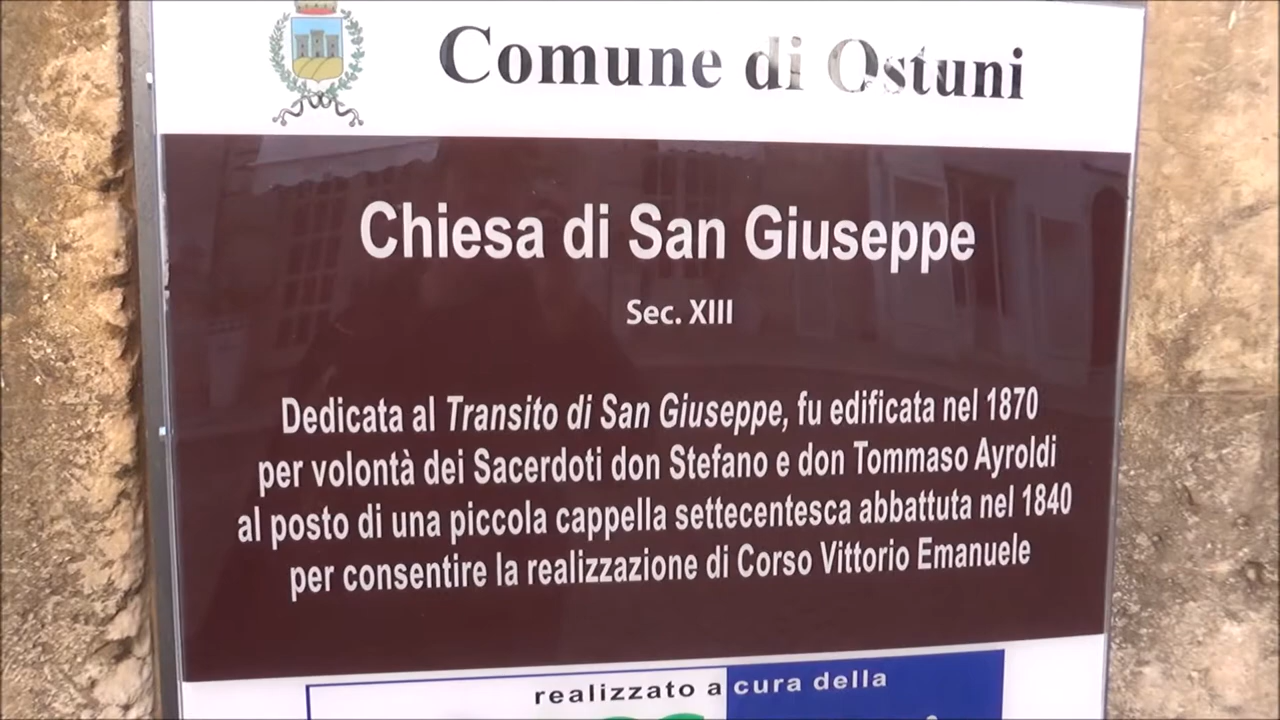 Comune di Ostuni
Chiesa di San Giuseppe
Sec. XIII
Dedicata al Transito di San Giuseppe, fu edificata nel 1870
per volontà dei Sacerdoti don Stefano e don Tommaso Ayroldi
al posto di una piccola cappella settecentesca abbattuta nel 1840
per consentire la realizzazione di Corso Vittorio Emanuele
realizzato a cura della